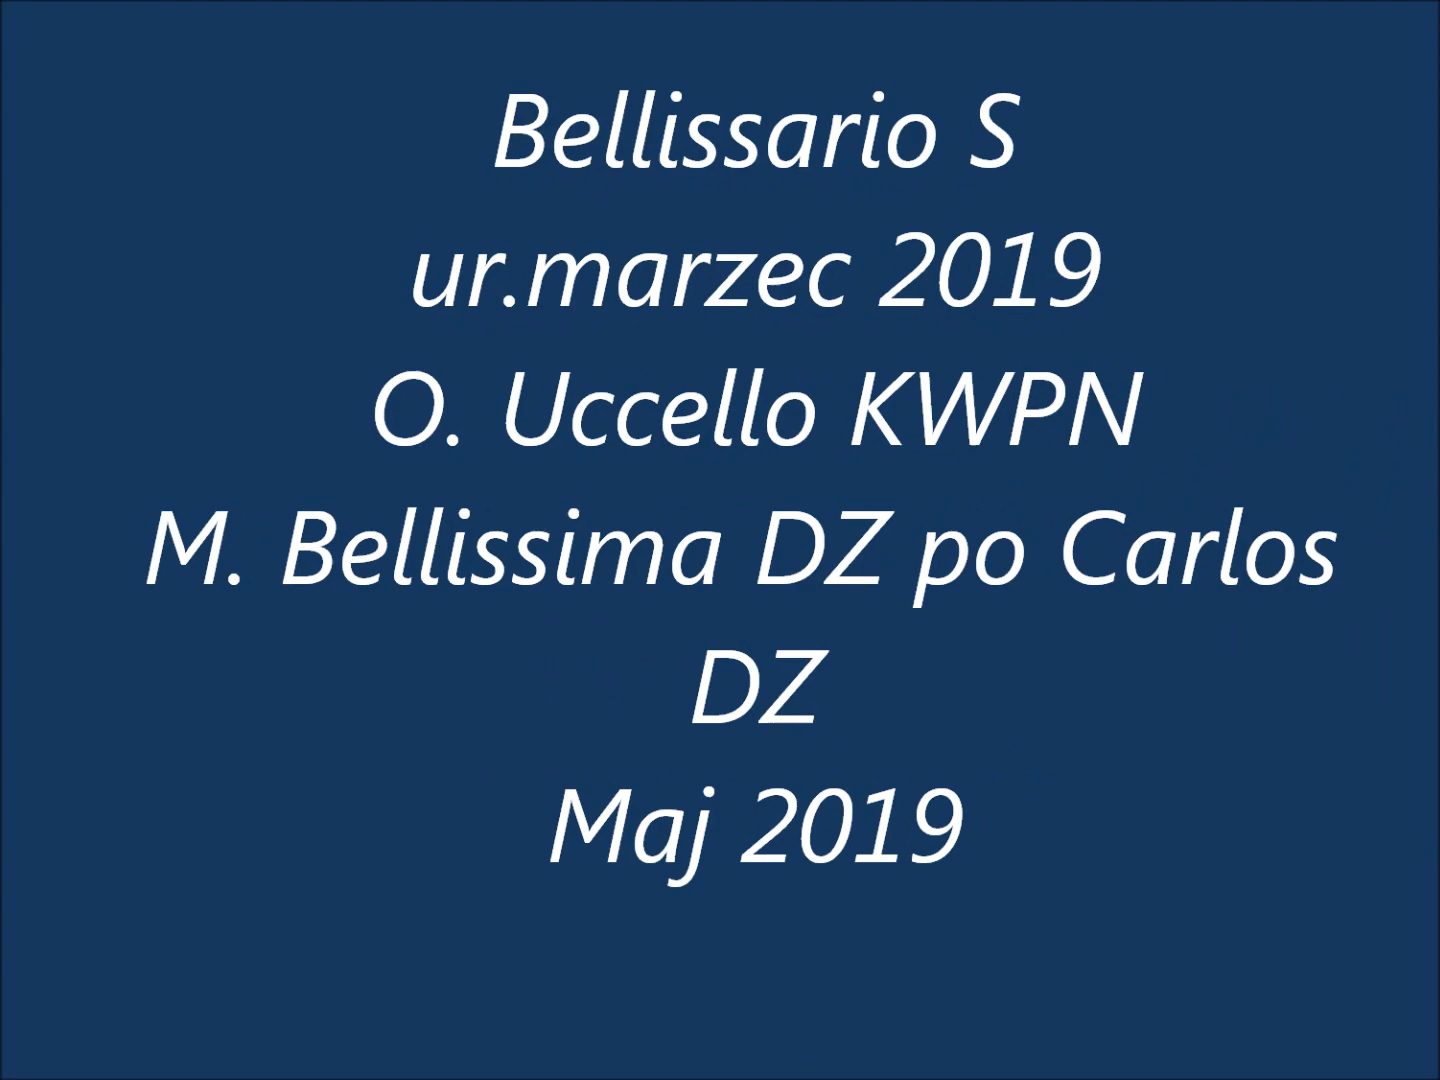 Bellissario S
ur.marzec 2019
O. Uccello KWPN
M. Bellissima DZ po Carlos
DZ
Maj 2019